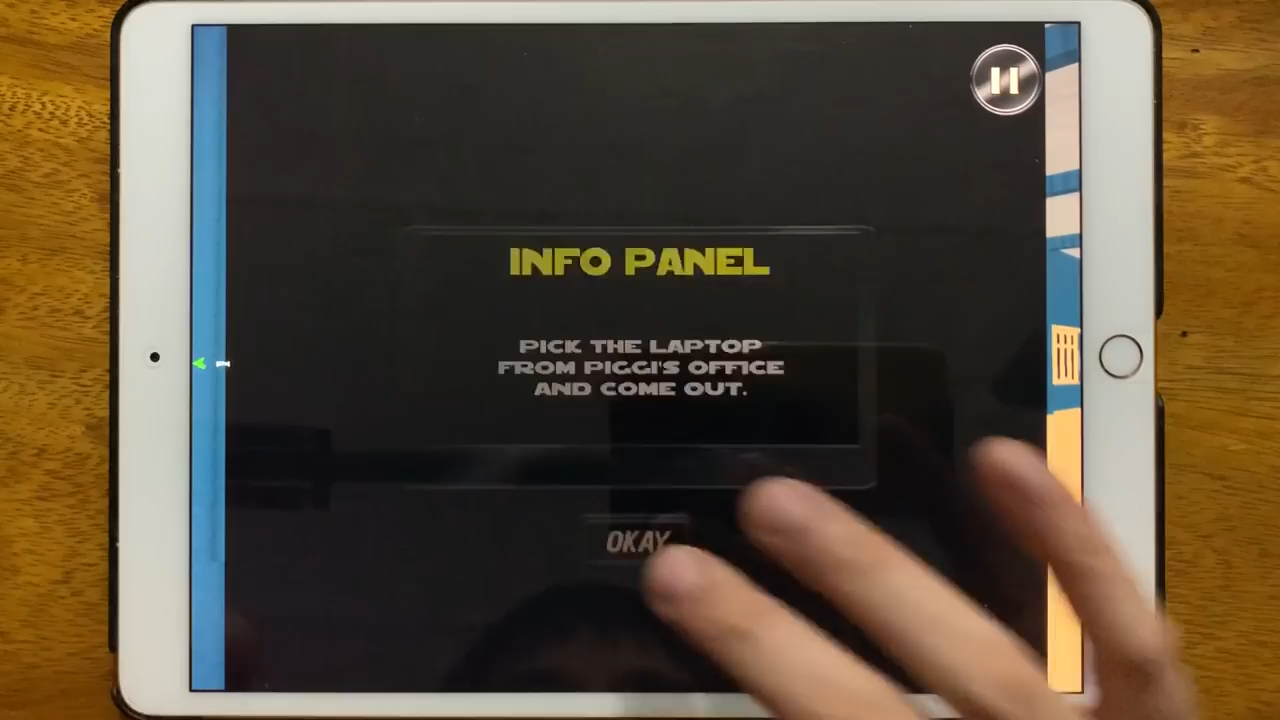 INFO PANEL
PICK THE LAPTOP
FROM PIGGI'S OFFICE
AND COME OUT.
OKAY